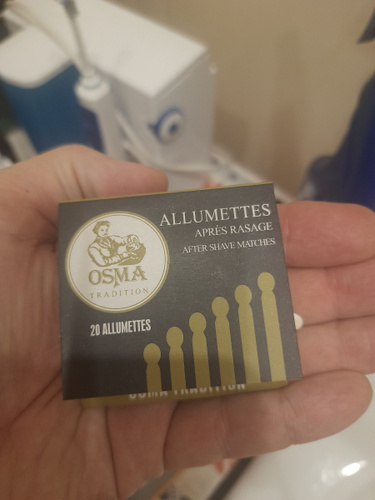 ALLUMETTES
APRÈS RASAGE
AFTER SHAVE MATCHES
OSMA
TRADITION
20 ALLUMETTES
OSMA TRADITION